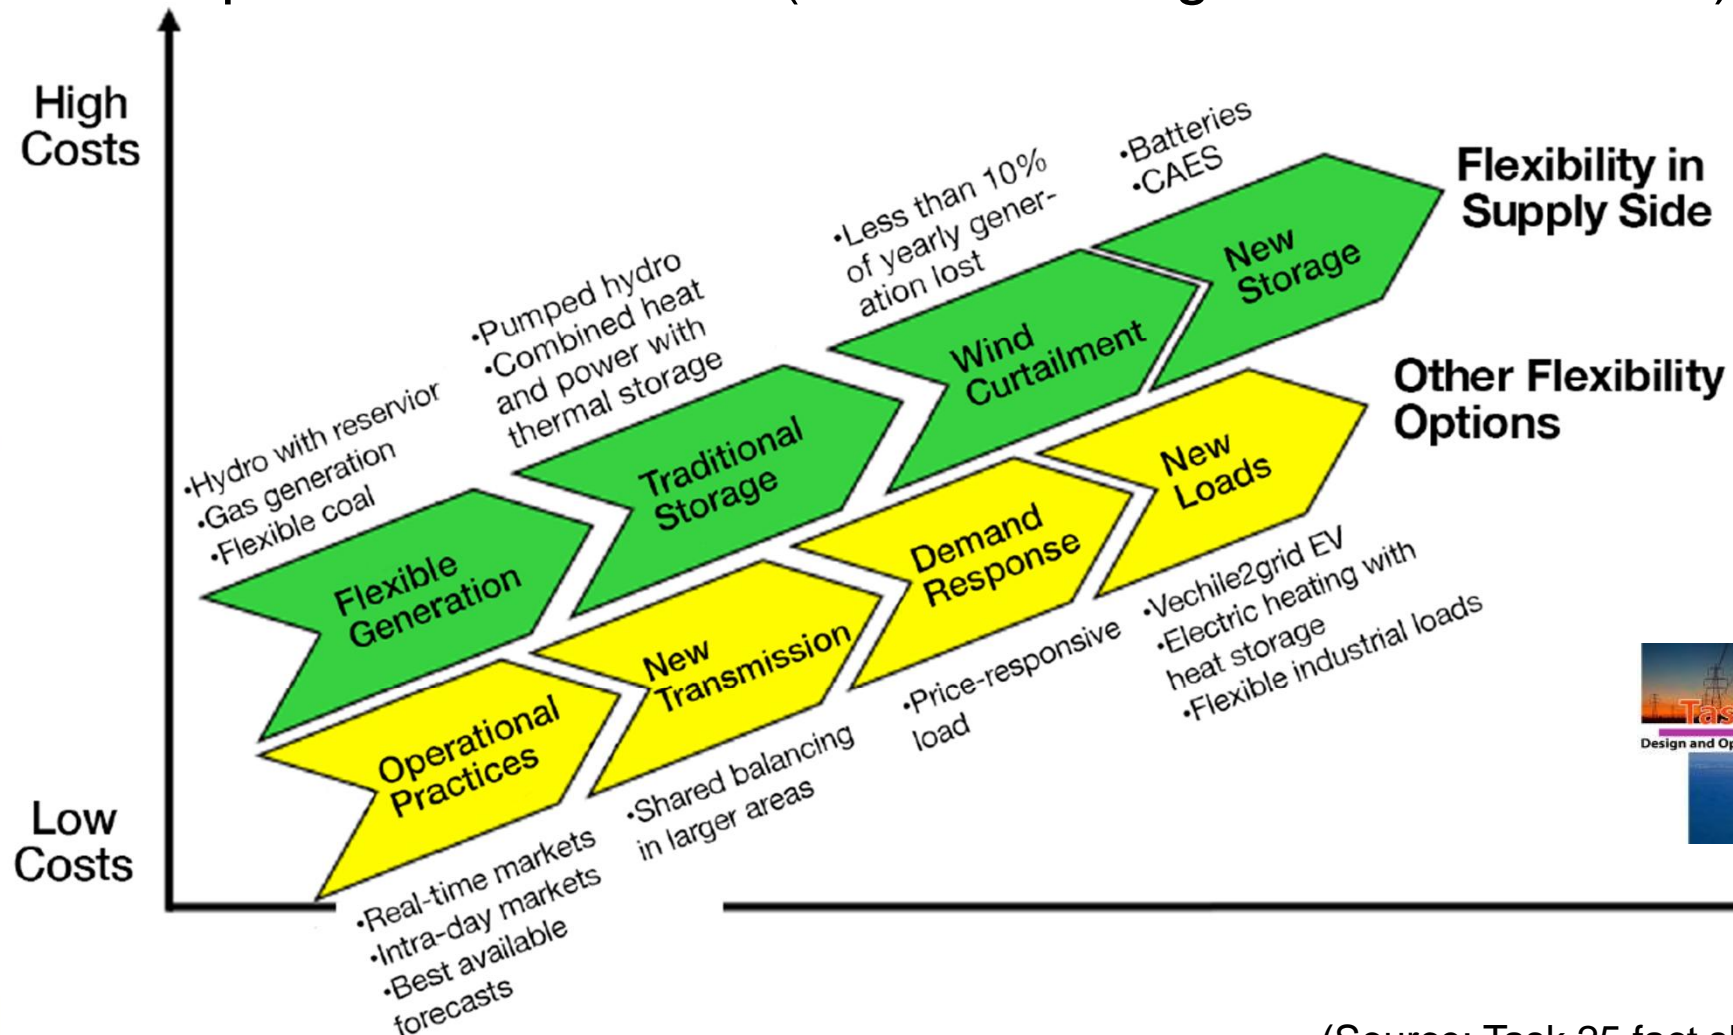 High
Costs
•Hydro with reservior
•Gas generation
•Flexible coal
Flexible
Generation
•Pumped hydro
•Combined heat
and power with
thermal storage
Traditional
Storage
•Less than 10%
of yearly gener-
ation lost
Wind
Curtailment
•Batteries
•CAES
New
Storage
Flexibility in
Supply Side
Operational
Practices
•Real-time markets
•Intra-day markets
•Best available
forecasts
New
Transmission
•Shared balancing
in larger areas
Demand
Response
•Price-responsive
load
New
Loads
•Vechile2grid EV
•Electric heating with
heat storage
•Flexible industrial loads
Other Flexibility
Options
Low
Costs
Design and